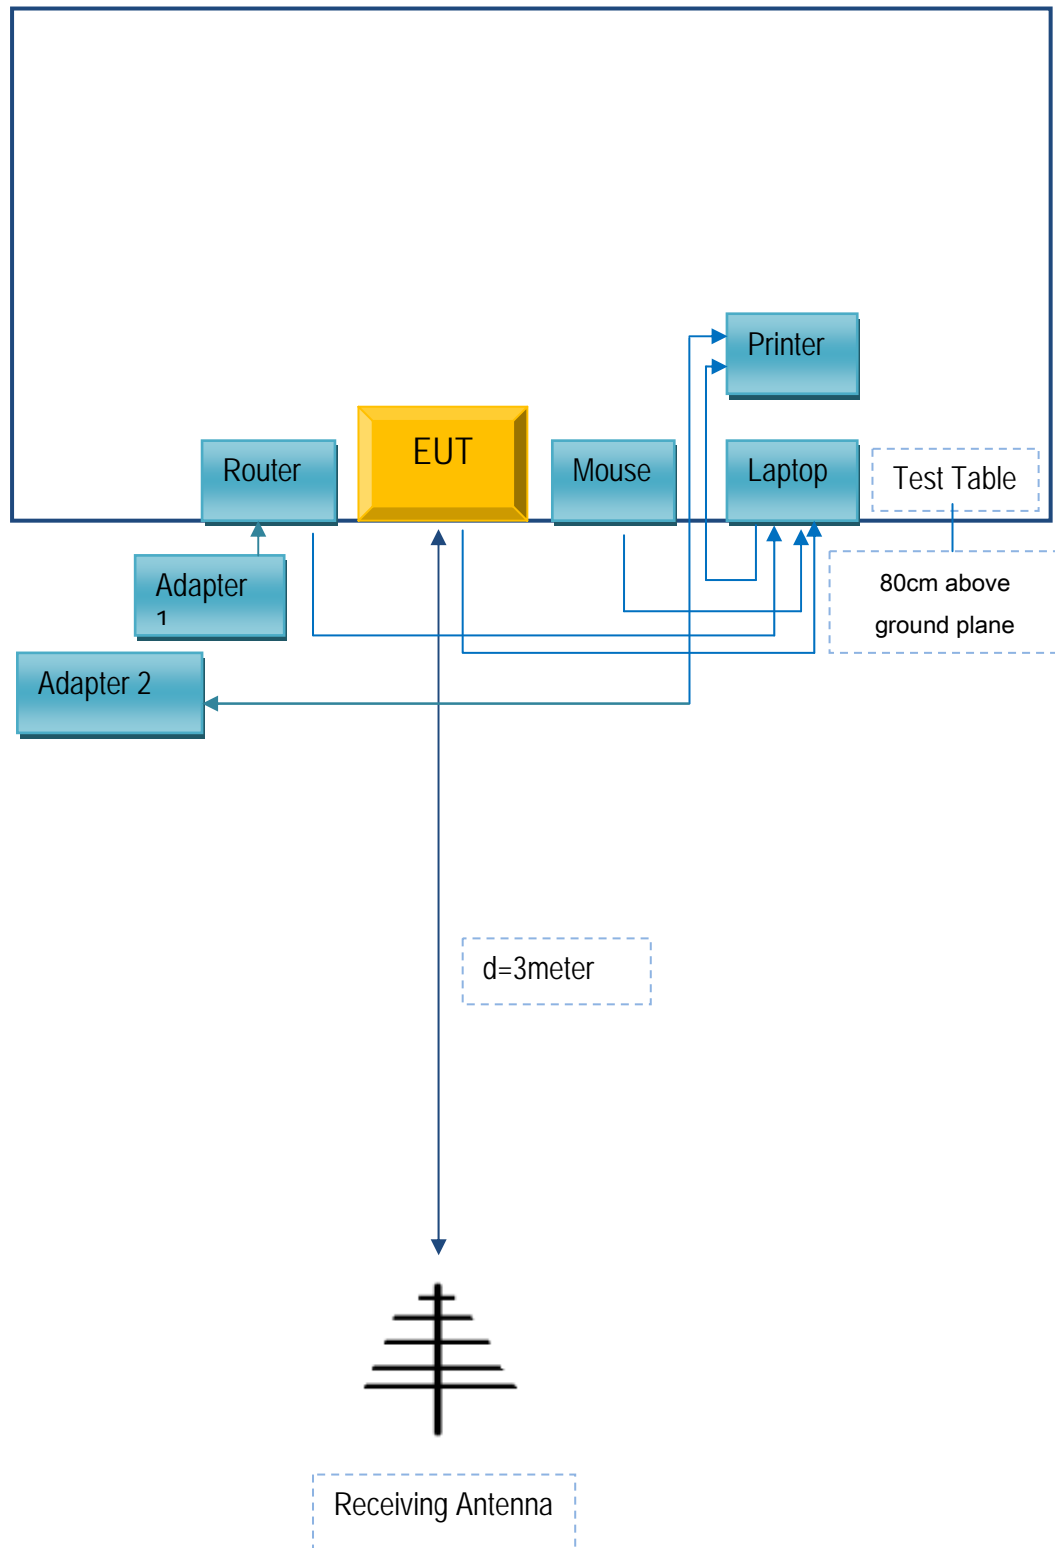 Printer
EUT
Router
Mouse
Laptop
Test Table
Adapter
1
80cm above
ground plane
Adapter 2
d=3meter
Receiving Antenna